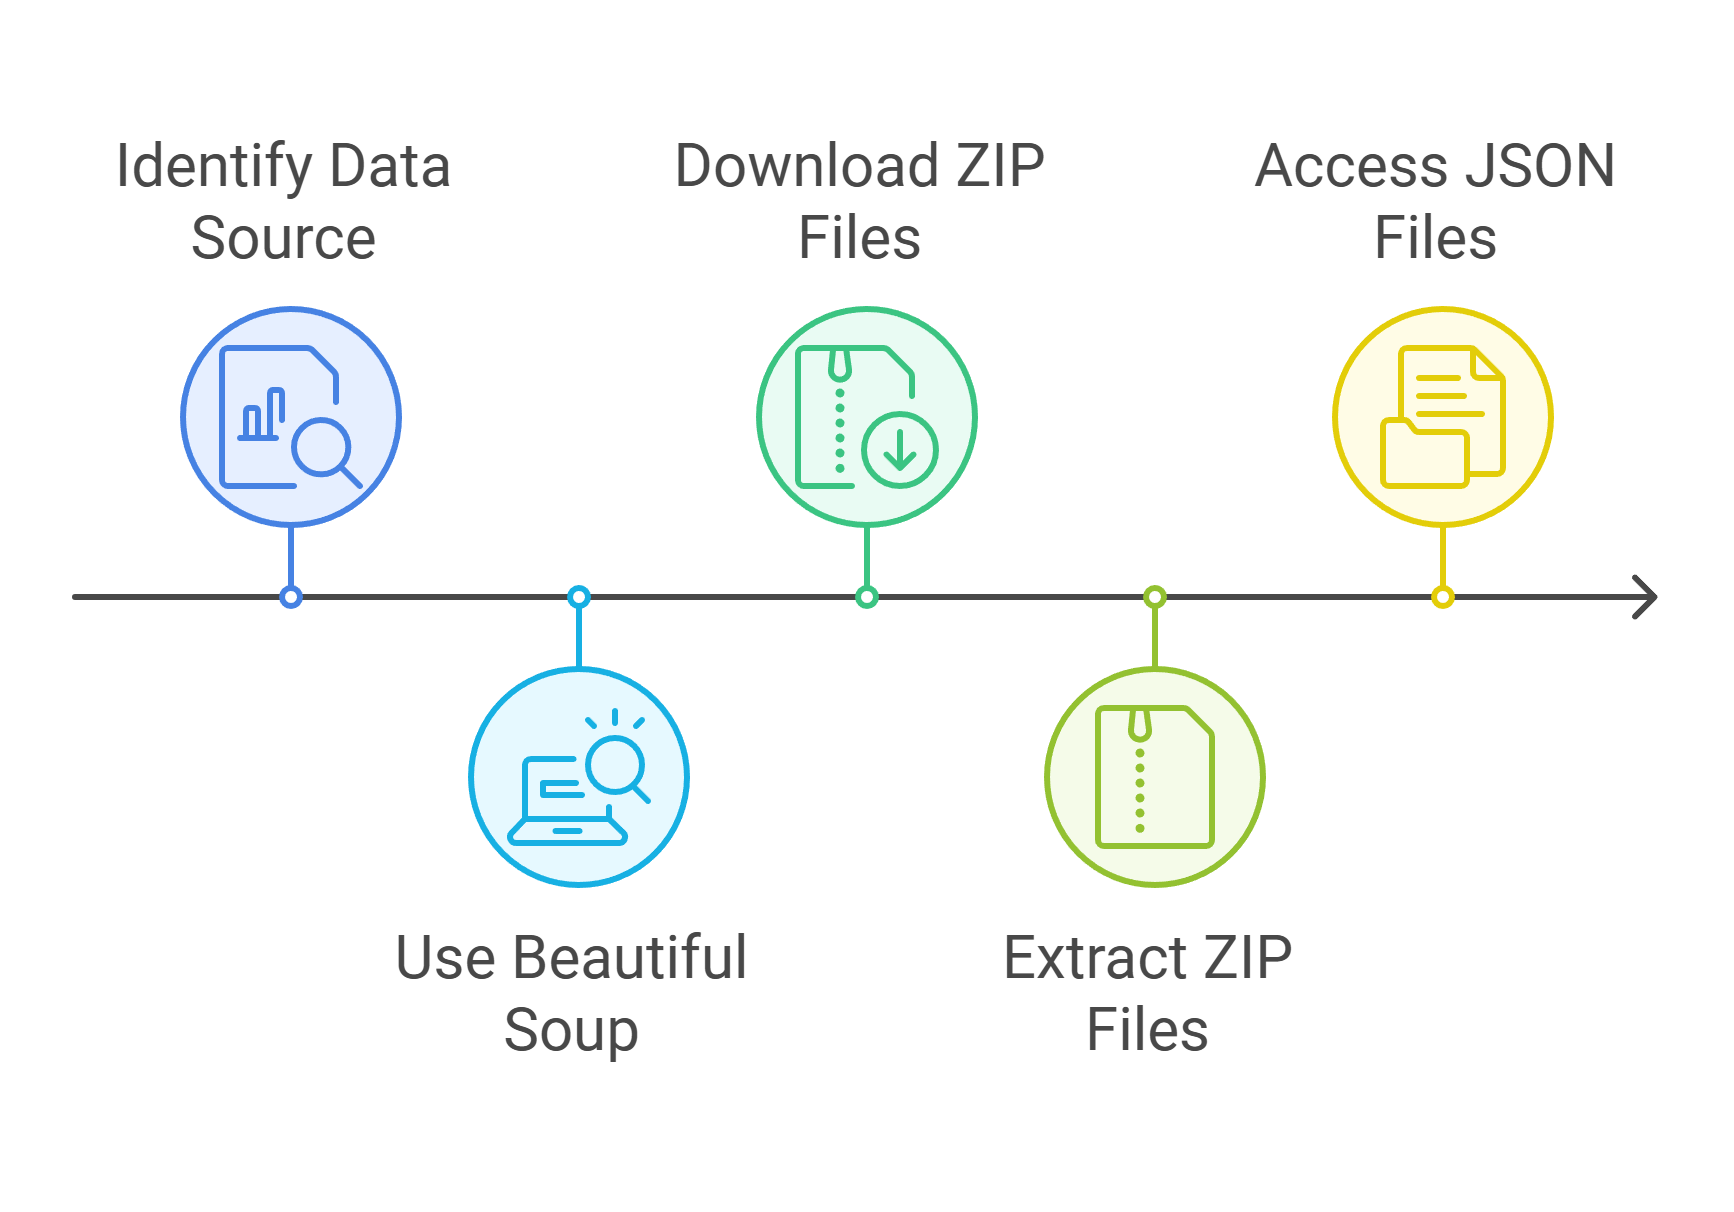 Identify Data
Source
Download ZIP
Files
Access JSON
Files
Use Beautiful
Soup
Extract ZIP
Files